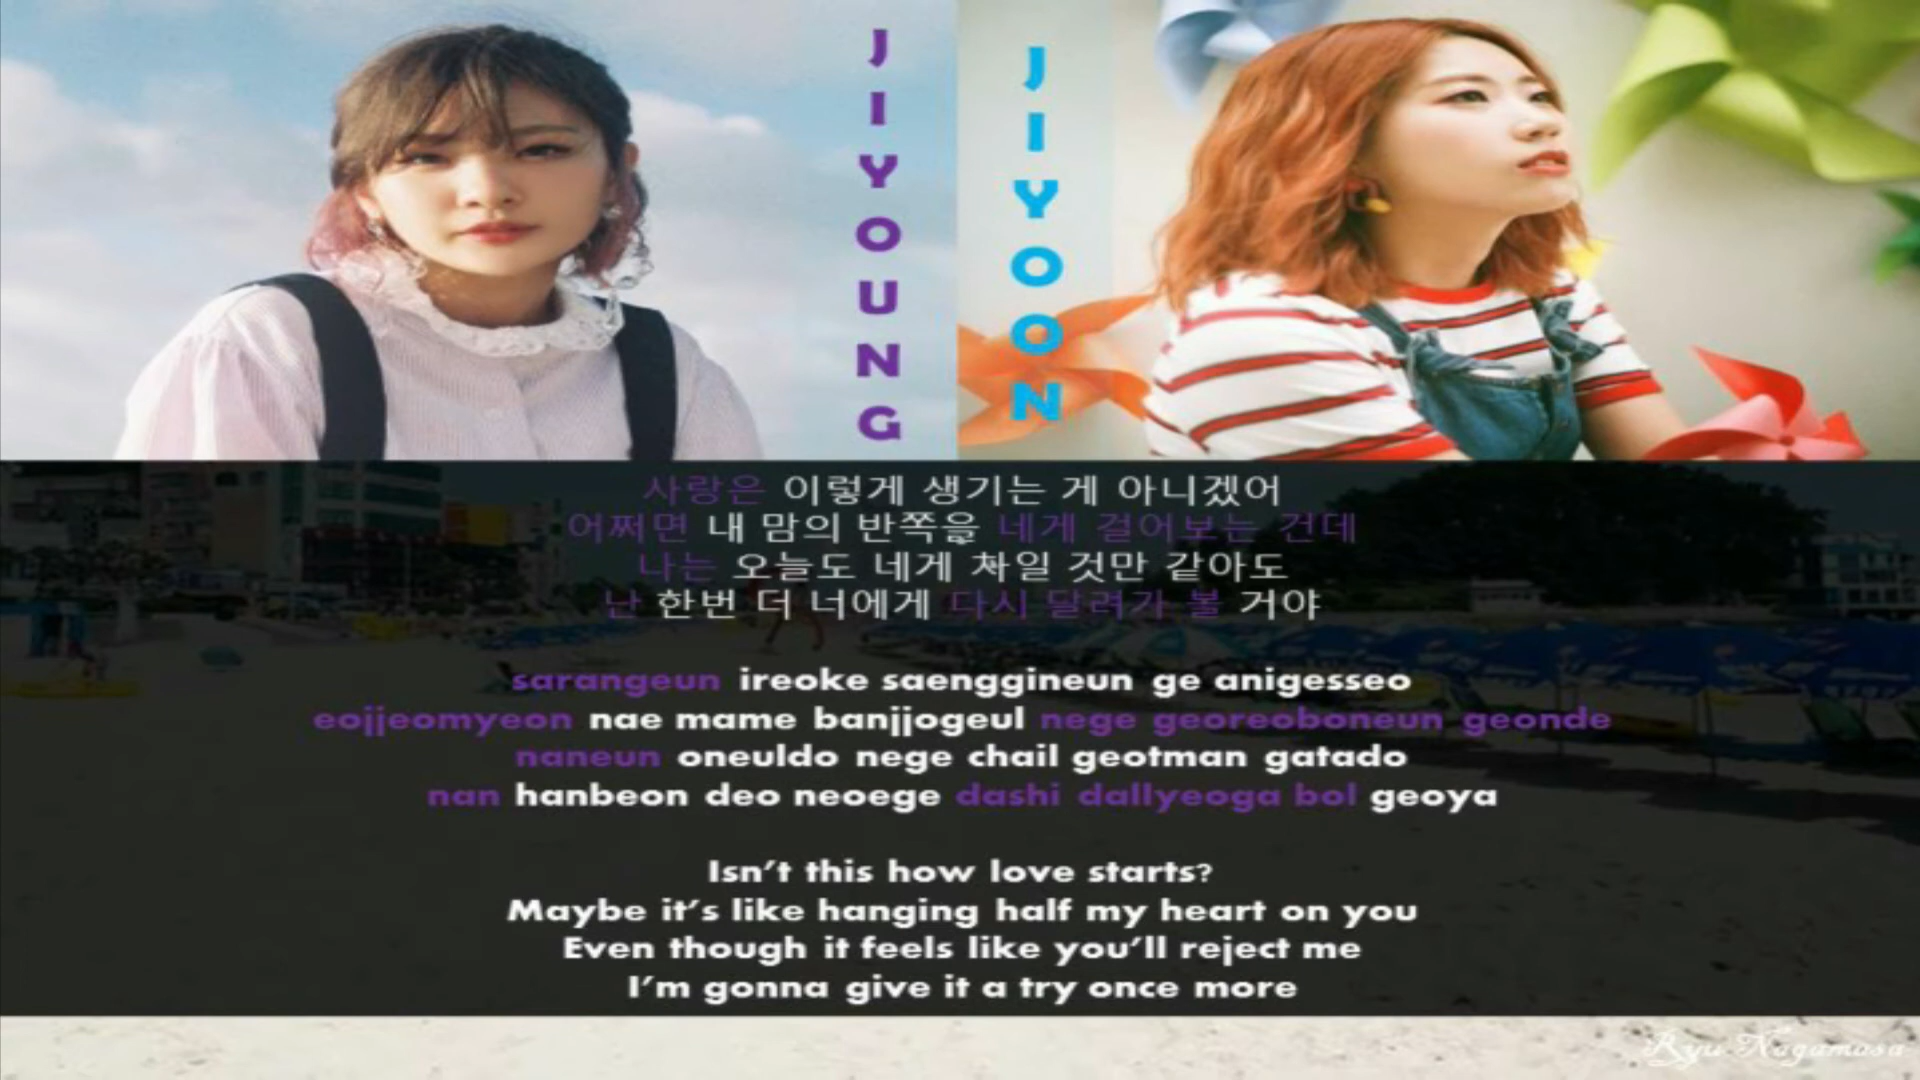 JIYOUNG
JIYOON
사랑은 이렇게 생기는 게 아니겠어
어쩌면 내 맘의 반쪽을 네게 걸어보는 건데
나는 오늘도 네게 차일 것만 같아도
난 한번 더 너에게 다시 달려가 볼 거야
sarangeun ireoke saenggineun ge anigesseo
eojjeomyeon nae mame banjjogeul nege georeoboneun geonde
naneun oneuldo nege chail geotman gatado
nan hanbeon deo neoege dashi dallyeoga bol geoya
Isn't this how love starts?
Maybe it's like hanging half my heart on you
Even though it feels like you'll reject me
I'm gonna give it a try once more
Ryu Nagamasa